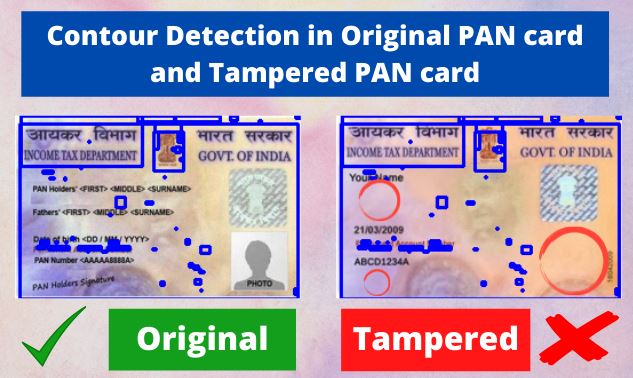 Contour Detection in Original PAN card
and Tampered PAN card
आयकर विभाग
INCOME TAX DEPARTMENT
भारत सरकार
GOVT. OF INDIA
PAN Holders' <FIRST> <MIDDLE> <SURNAME>
Fathers' <FIRST> <MIDDLE> <SURNAME>
Date of birth <DD / MM / YYYY>
PAN Number <AAAAA8888A>
PAN Holders Signature
PHOTO
आयकर विभाग
INCOME TAX DEPARTMENT
भारत सरकार
GOVT. OF INDIA
Your Name
21/03/2009
Account Number
ABCD1234A
Original
Tampered